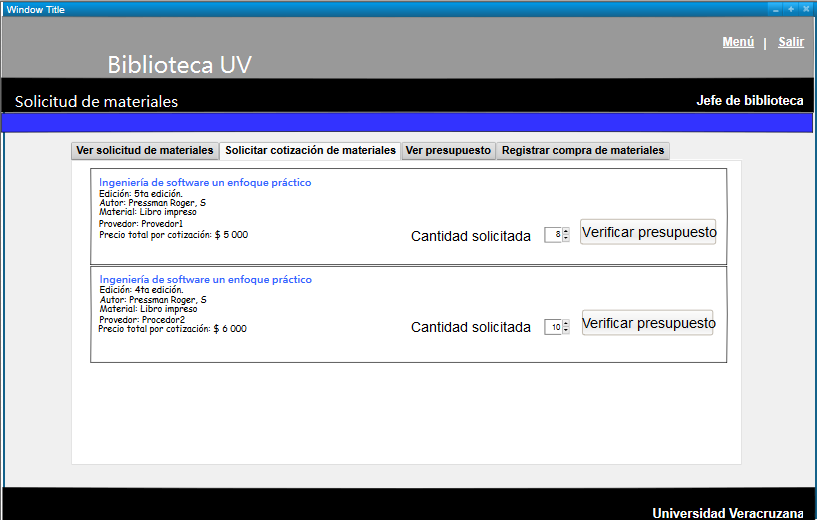 Window Title
Menú | Salir
Biblioteca UV
Solicitud de materiales
Jefe de biblioteca
Ver solicitud de materiales
Solicitar cotización de materiales
Ver presupuesto
Registrar compra de materiales
Ingeniería de software un enfoque práctico
Edición: 5ta edición.
Autor: Pressman Roger, S
Material: Libro impreso
Provedor: Provedor1
Precio total por cotización: $ 5 000
Cantidad solicitada
8
Verificar presupuesto
Ingeniería de software un enfoque práctico
Edición: 4ta edición.
Autor: Pressman Roger, S
Material: Libro impreso
Provedor: Procedor2
Precio total por cotización: $ 6 000
Cantidad solicitada
10
Verificar presupuesto
Universidad Veracruzana